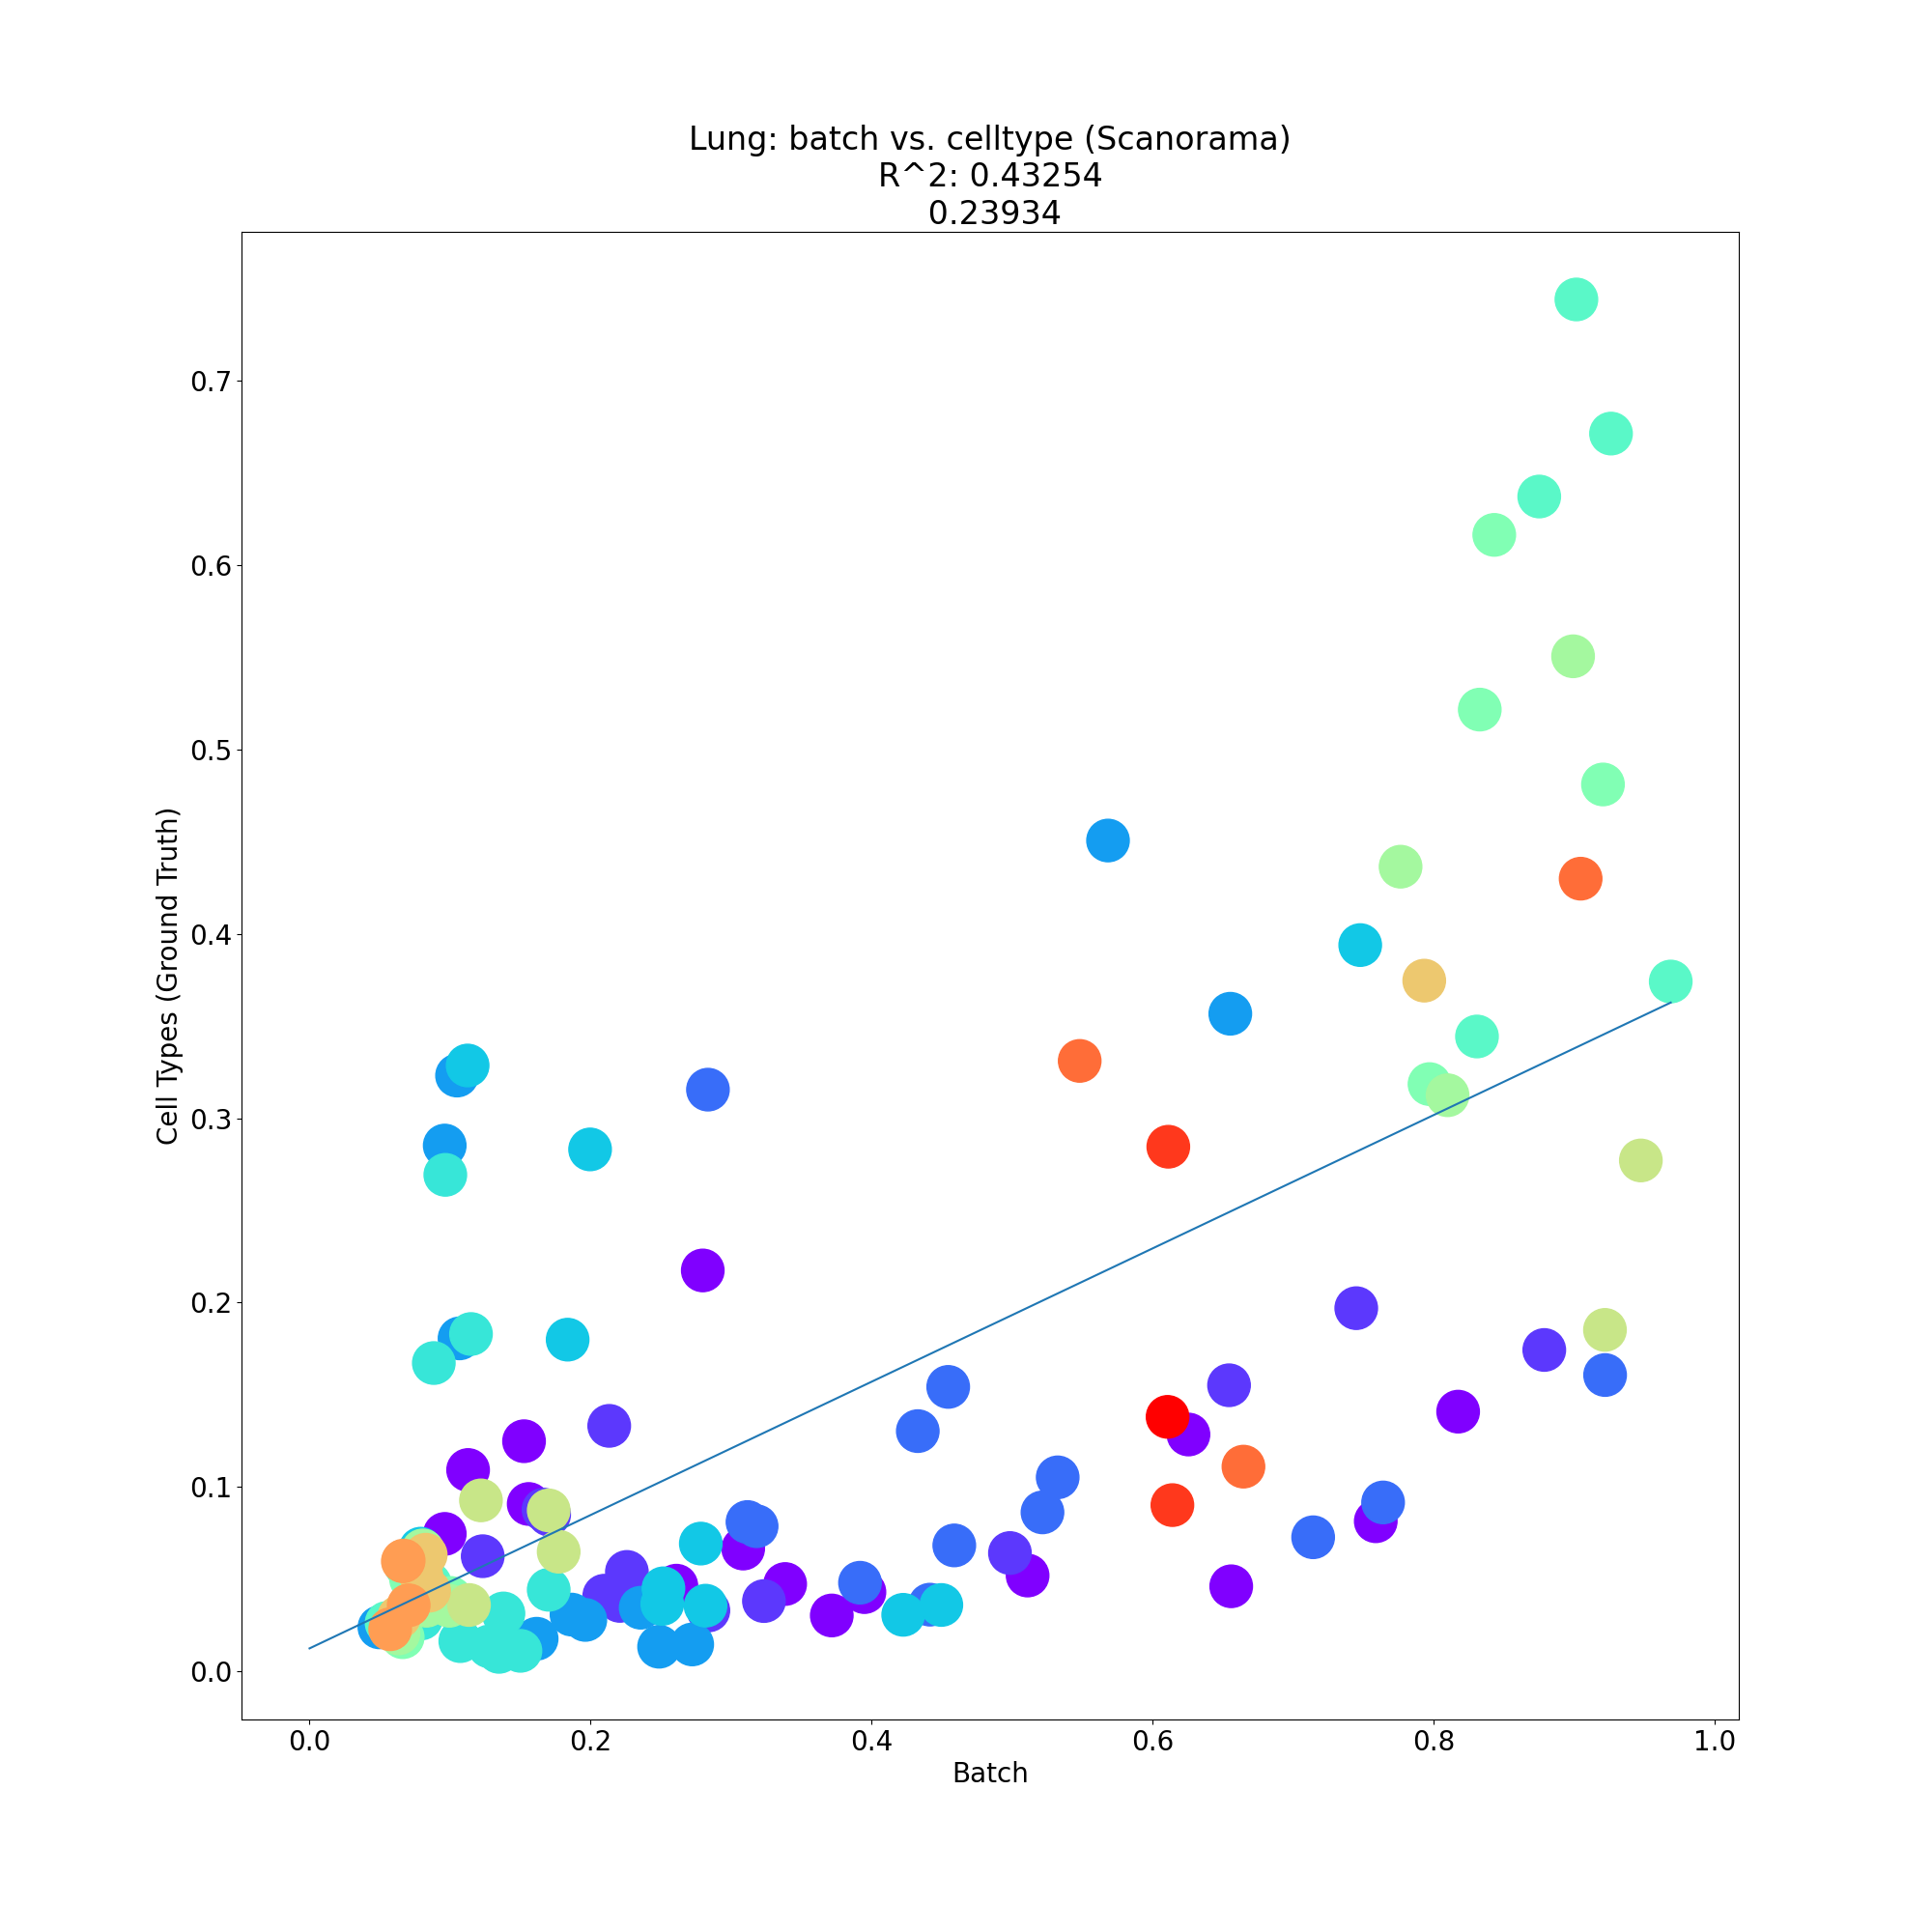 Lung: batch vs. celltype (Scanorama)
R^2: 0.43254
0.23934
Cell Types (Ground Truth)
0.7
0.6
0.5
0.4
0.3
0.2
0.1
0.0
0.0 0.2 0.4 0.6 0.8 1.0
Batch